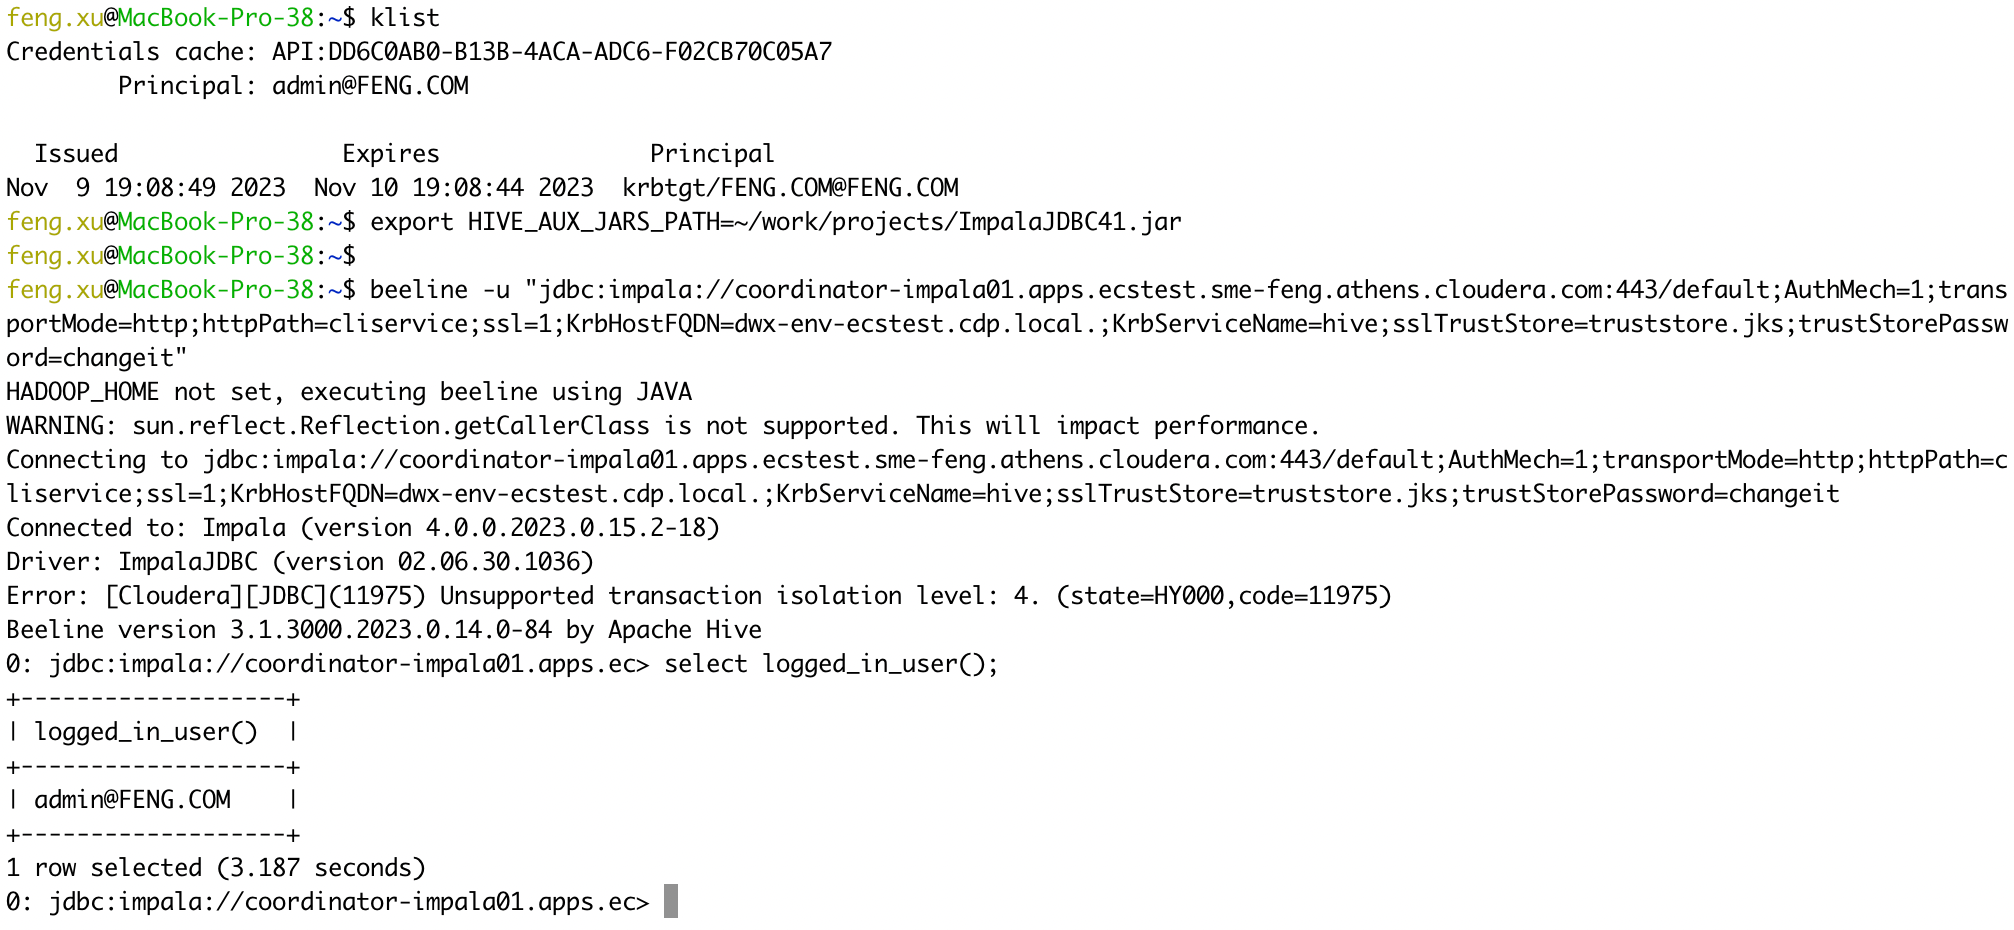 feng.xu@MacBook-Pro-38:~$ klist
Credentials cache: API:DD6C0AB0-B13B-4ACA-ADC6-F02CB70C05A7
        Principal: admin@FENG.COM

  Issued                Expires               Principal
Nov  9 19:08:49 2023  Nov 10 19:08:44 2023  krbtgt/FENG.COM@FENG.COM
feng.xu@MacBook-Pro-38:~$ export HIVE_AUX_JARS_PATH=~/work/projects/ImpalaJDBC41.jar
feng.xu@MacBook-Pro-38:~$
feng.xu@MacBook-Pro-38:~$ beeline -u "jdbc:impala://coordinator-impala01.apps.ecstest.sme-feng.athens.cloudera.com:443/default;AuthMech=1;trans
portMode=http;httpPath=cliservice;ssl=1;KrbHostFQDN=dwx-env-ecstest.cdp.local.;KrbServiceName=hive;sslTrustStore=truststore.jks;trustStorePassw
ord=changeit"
HADOOP_HOME not set, executing beeline using JAVA
WARNING: sun.reflect.Reflection.getCallerClass is not supported. This will impact performance.
Connecting to jdbc:impala://coordinator-impala01.apps.ecstest.sme-feng.athens.cloudera.com:443/default;AuthMech=1;transportMode=http;httpPath=c
liservice;ssl=1;KrbHostFQDN=dwx-env-ecstest.cdp.local.;KrbServiceName=hive;sslTrustStore=truststore.jks;trustStorePassword=changeit
Connected to: Impala (version 4.0.0.2023.0.15.2-18)
Driver: ImpalaJDBC (version 02.06.30.1036)
Error: [Cloudera][JDBC](11975) Unsupported transaction isolation level: 4. (state=HY000,code=11975)
Beeline version 3.1.3000.2023.0.14.0-84 by Apache Hive
0: jdbc:impala://coordinator-impala01.apps.ec> select logged_in_user();
+-------------------+
| logged_in_user()  |
+-------------------+
| admin@FENG.COM    |
+-------------------+
1 row selected (3.187 seconds)
0: jdbc:impala://coordinator-impala01.apps.ec>